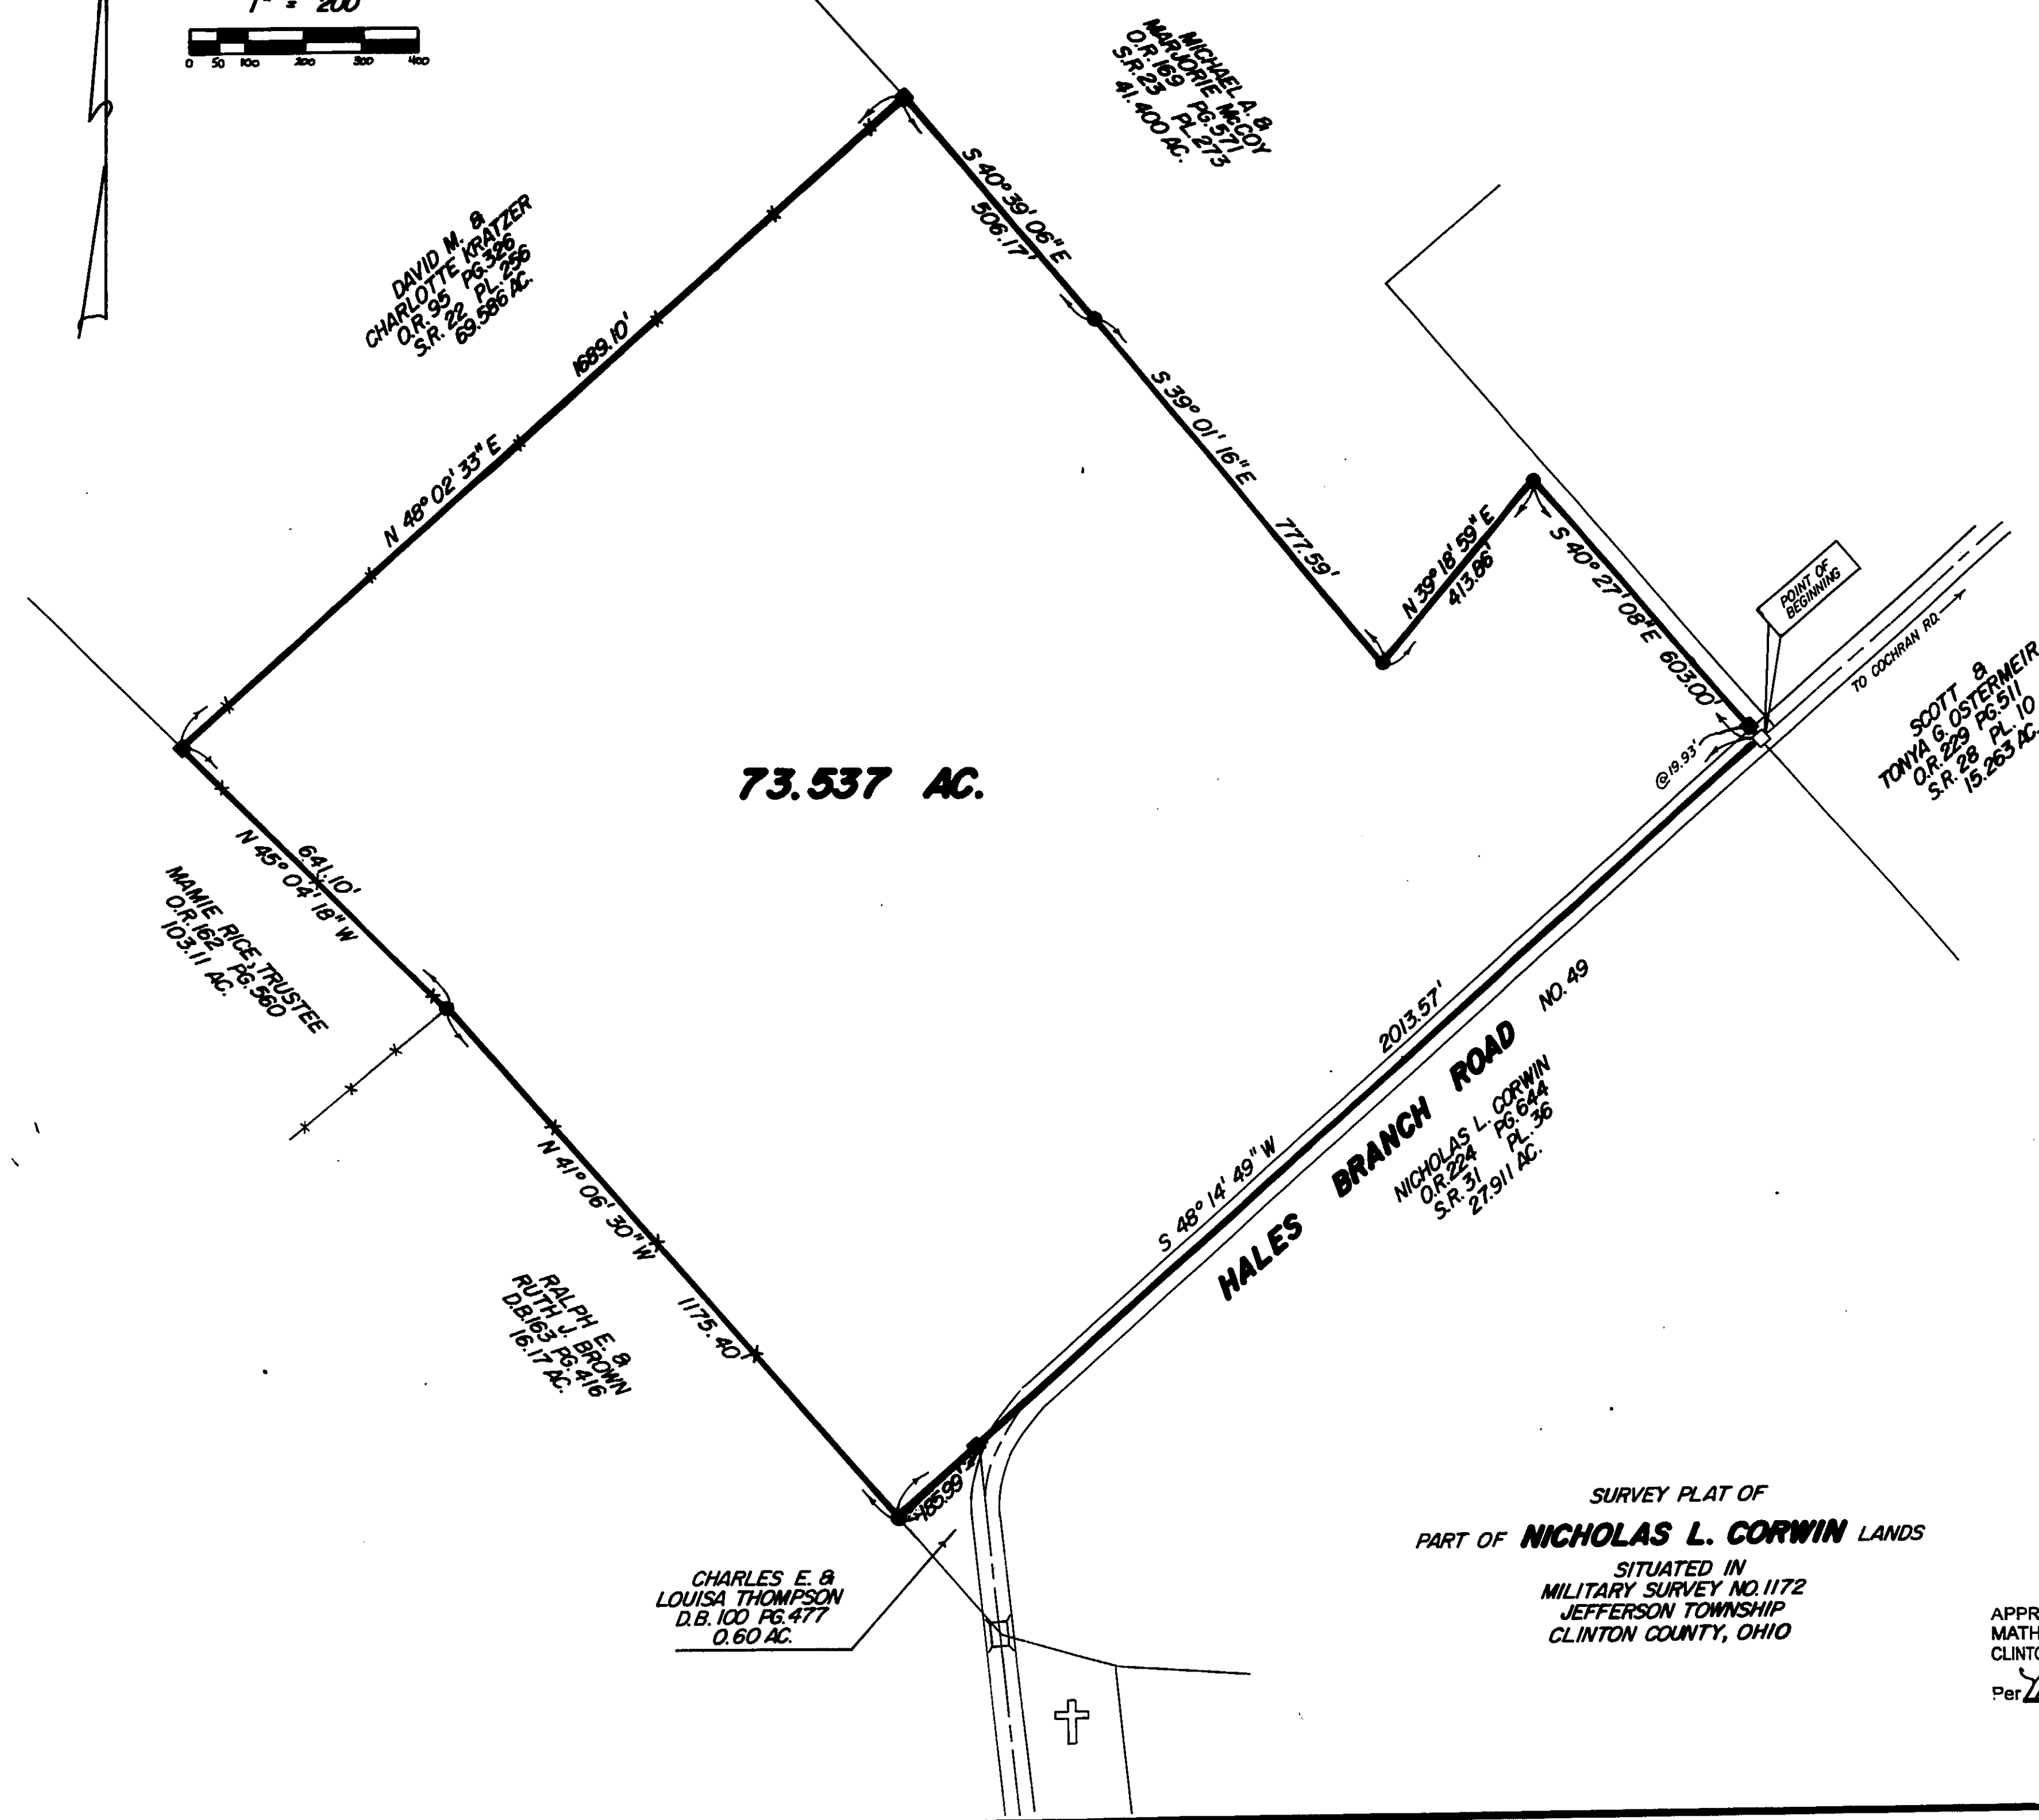 1" = 200'
0 50 100 200 300 400
MICHAEL A. &
MARJORIE McCOY
O.R. 169 PG. 571
S.R. 23 PL. 273
41.400 AC.
DAVID M. &
CHARLOTTE KRATZER
O.R. 95 PG. 326
S.R. 22 PL. 256
69.586 AC.
S 40° 39' 06" E
506.17'
1689.10'
N 48° 02' 33" E
S 39° 01' 16" E
777.59'
N 39° 18' 59" E
413.86'
S 40° 27' 08" E 603.00'
POINT OF
BEGINNING
TO COCHRAN RD.
@ 19.93'
SCOTT &
TONYA G. OSTERMEIR
O.R. 229 PG. 511
S.R. 28 PL. 10
15.263 AC.
73.537 AC.
641.10'
N 45° 04' 18" W
MAMIE RICE, TRUSTEE
O.R. 162 PG. 560
103.11 AC.
N 41° 06' 30" W
1175.40'
RALPH E. &
RUTH J. BROWN
D.B. 163 PG. 416
16.17 AC.
2013.57'
S 48° 14' 49" W
HALES BRANCH ROAD NO. 49
NICHOLAS L. CORWIN
O.R. 224 PG. 644
S.R. 31 PL. 36
27.911 AC.
185.99'
CHARLES E. &
LOUISA THOMPSON
D.B. 100 PG. 477
0.60 AC.
SURVEY PLAT OF
PART OF NICHOLAS L. CORWIN LANDS
SITUATED IN
MILITARY SURVEY NO. 1172
JEFFERSON TOWNSHIP
CLINTON COUNTY, OHIO
APPR
MATH
CLINTO
Per